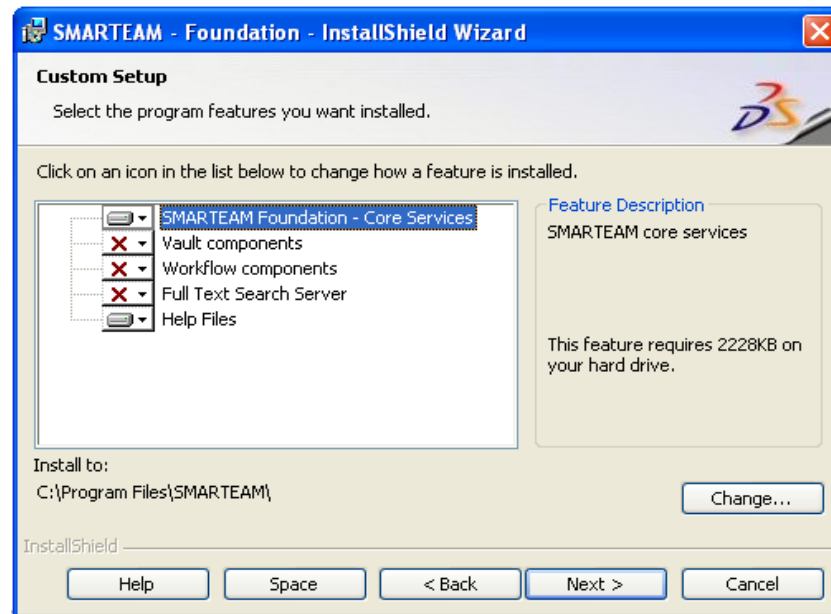 SMARTEAM - Foundation - InstallShield Wizard
Custom Setup
Select the program features you want installed.
Click on an icon in the list below to change how a feature is installed.
SMARTEAM Foundation - Core Services
Vault components
Workflow components
Full Text Search Server
Help Files
Feature Description
SMARTEAM core services
This feature requires 2228KB on
your hard drive.
Install to:
C:\Program Files\SMARTEAM\
Change...
InstallShield
Help
Space
< Back
Next >
Cancel